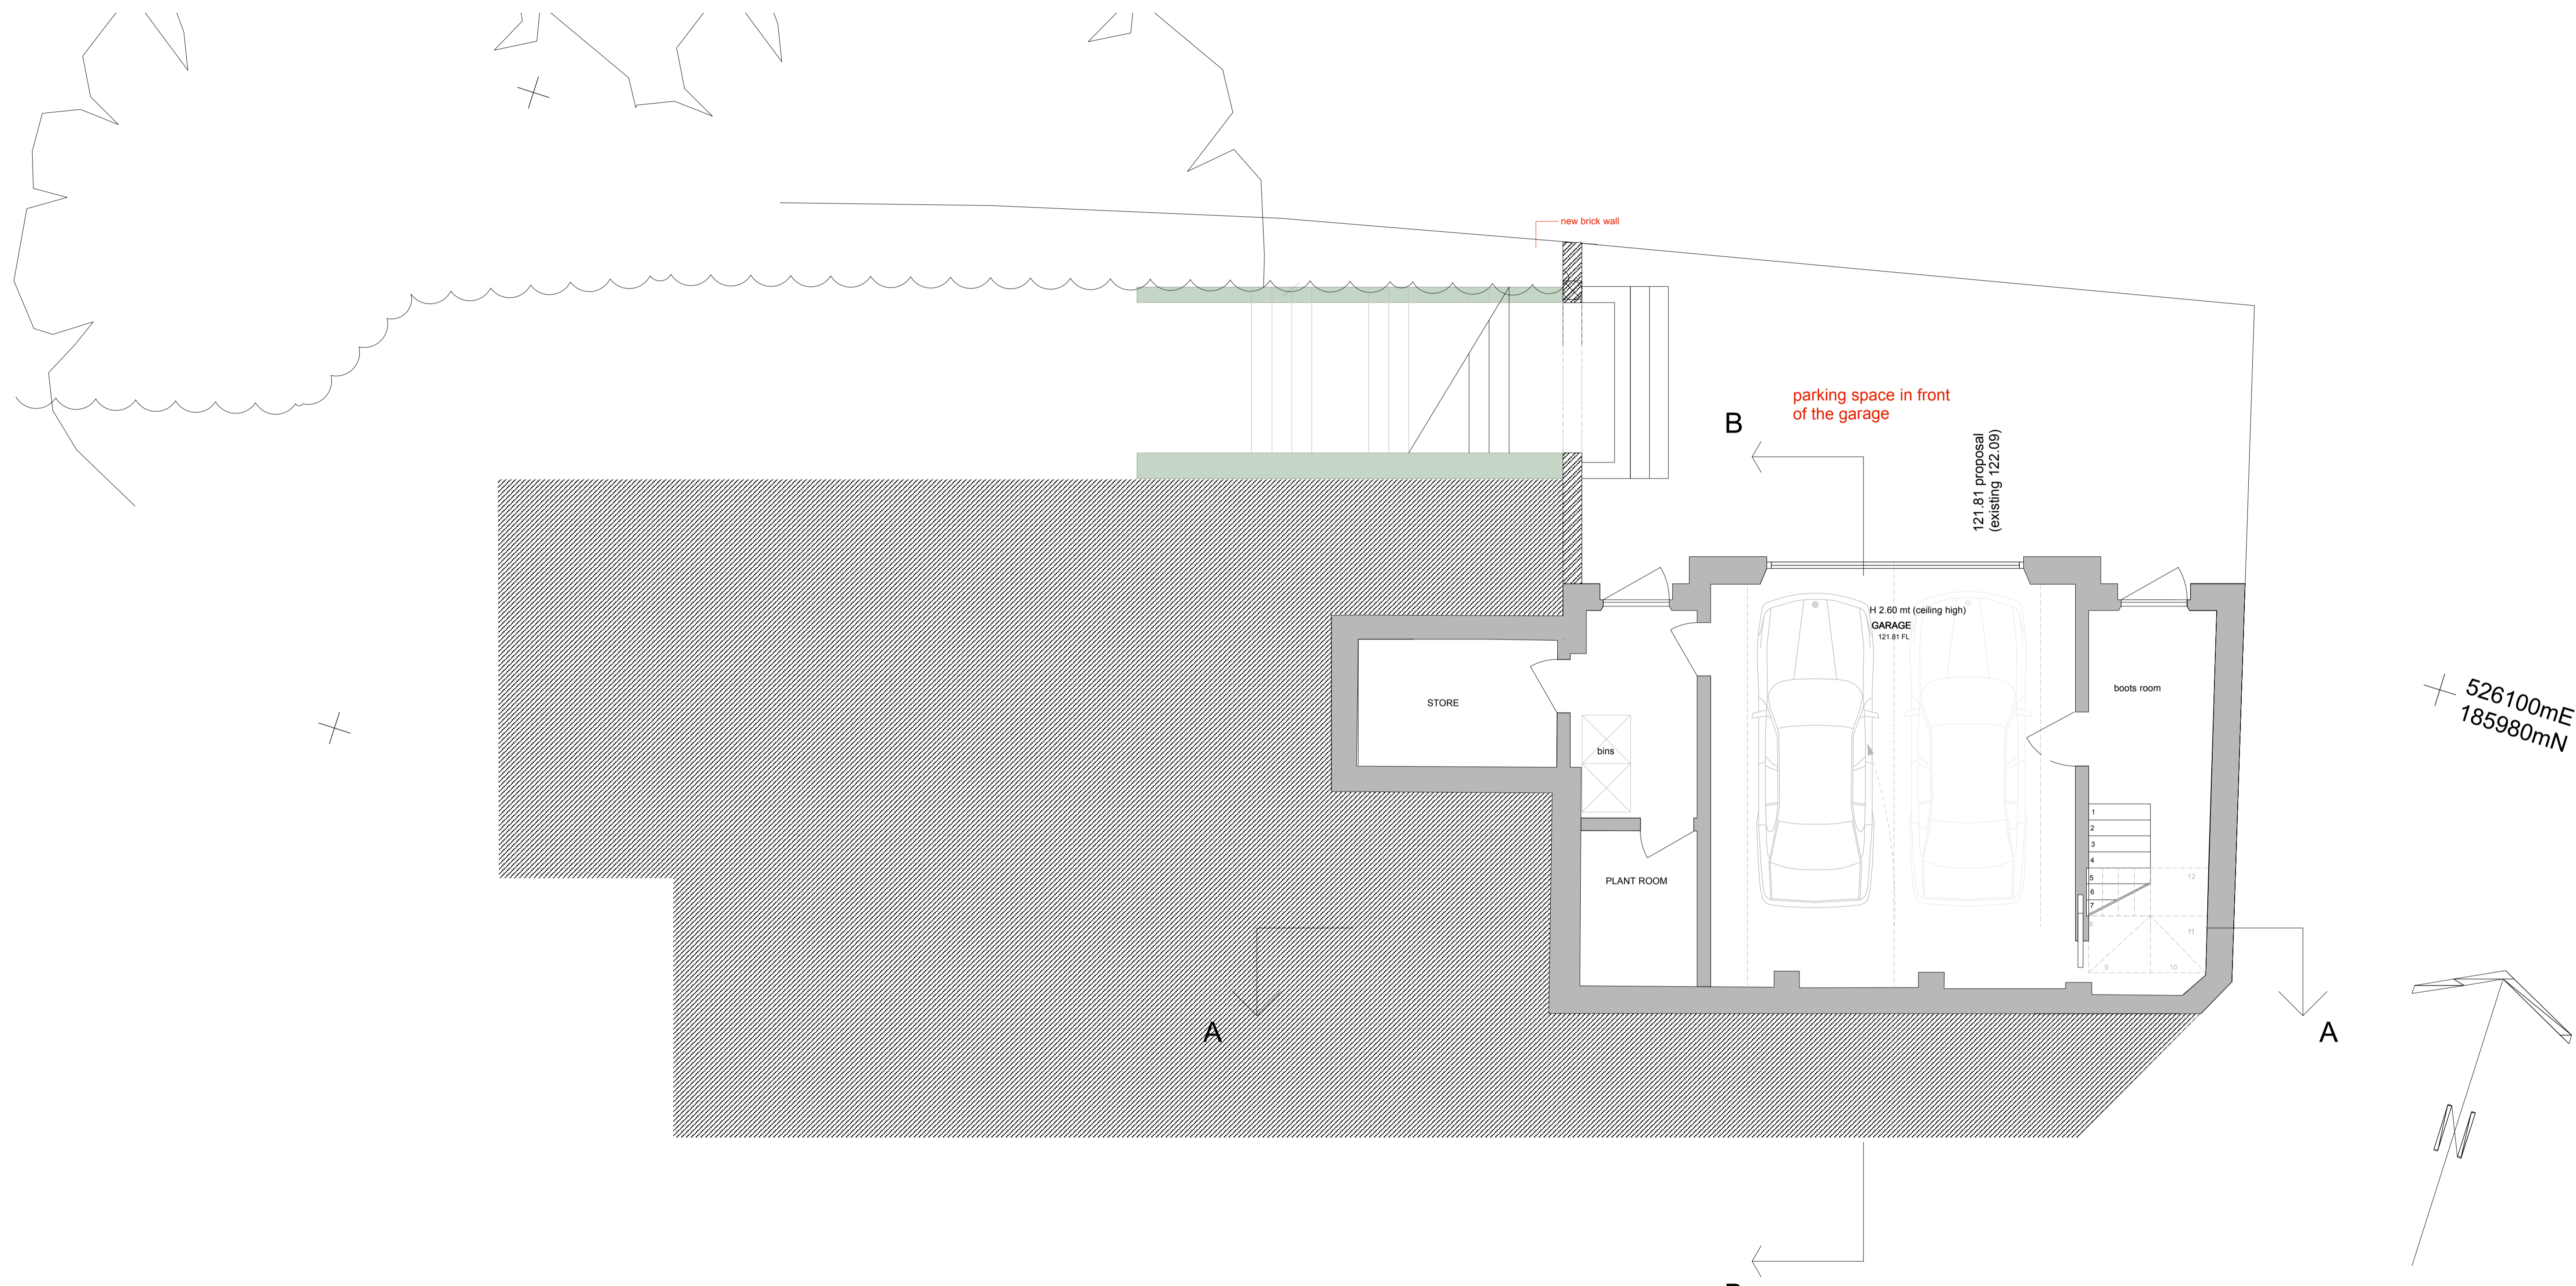 new brick wall
parking space in front
of the garage
B
121.81 proposal
(existing 122.09)
H 2.60 mt (ceiling high)
GARAGE
121.81 FL
boots room
STORE
bins
PLANT ROOM
526100mE
185980mN
1
2
3
4
5
6
7
8
9
10
11
12
A
A
N